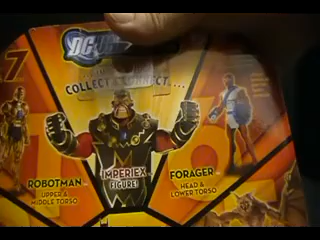 DC
COLLECT & CONNECT....
7
IMPERIEX
FIGURE!
ROBOTMAN
UPPER &
MIDDLE TORSO
FORAGER
HEAD &
LOWER TORSO